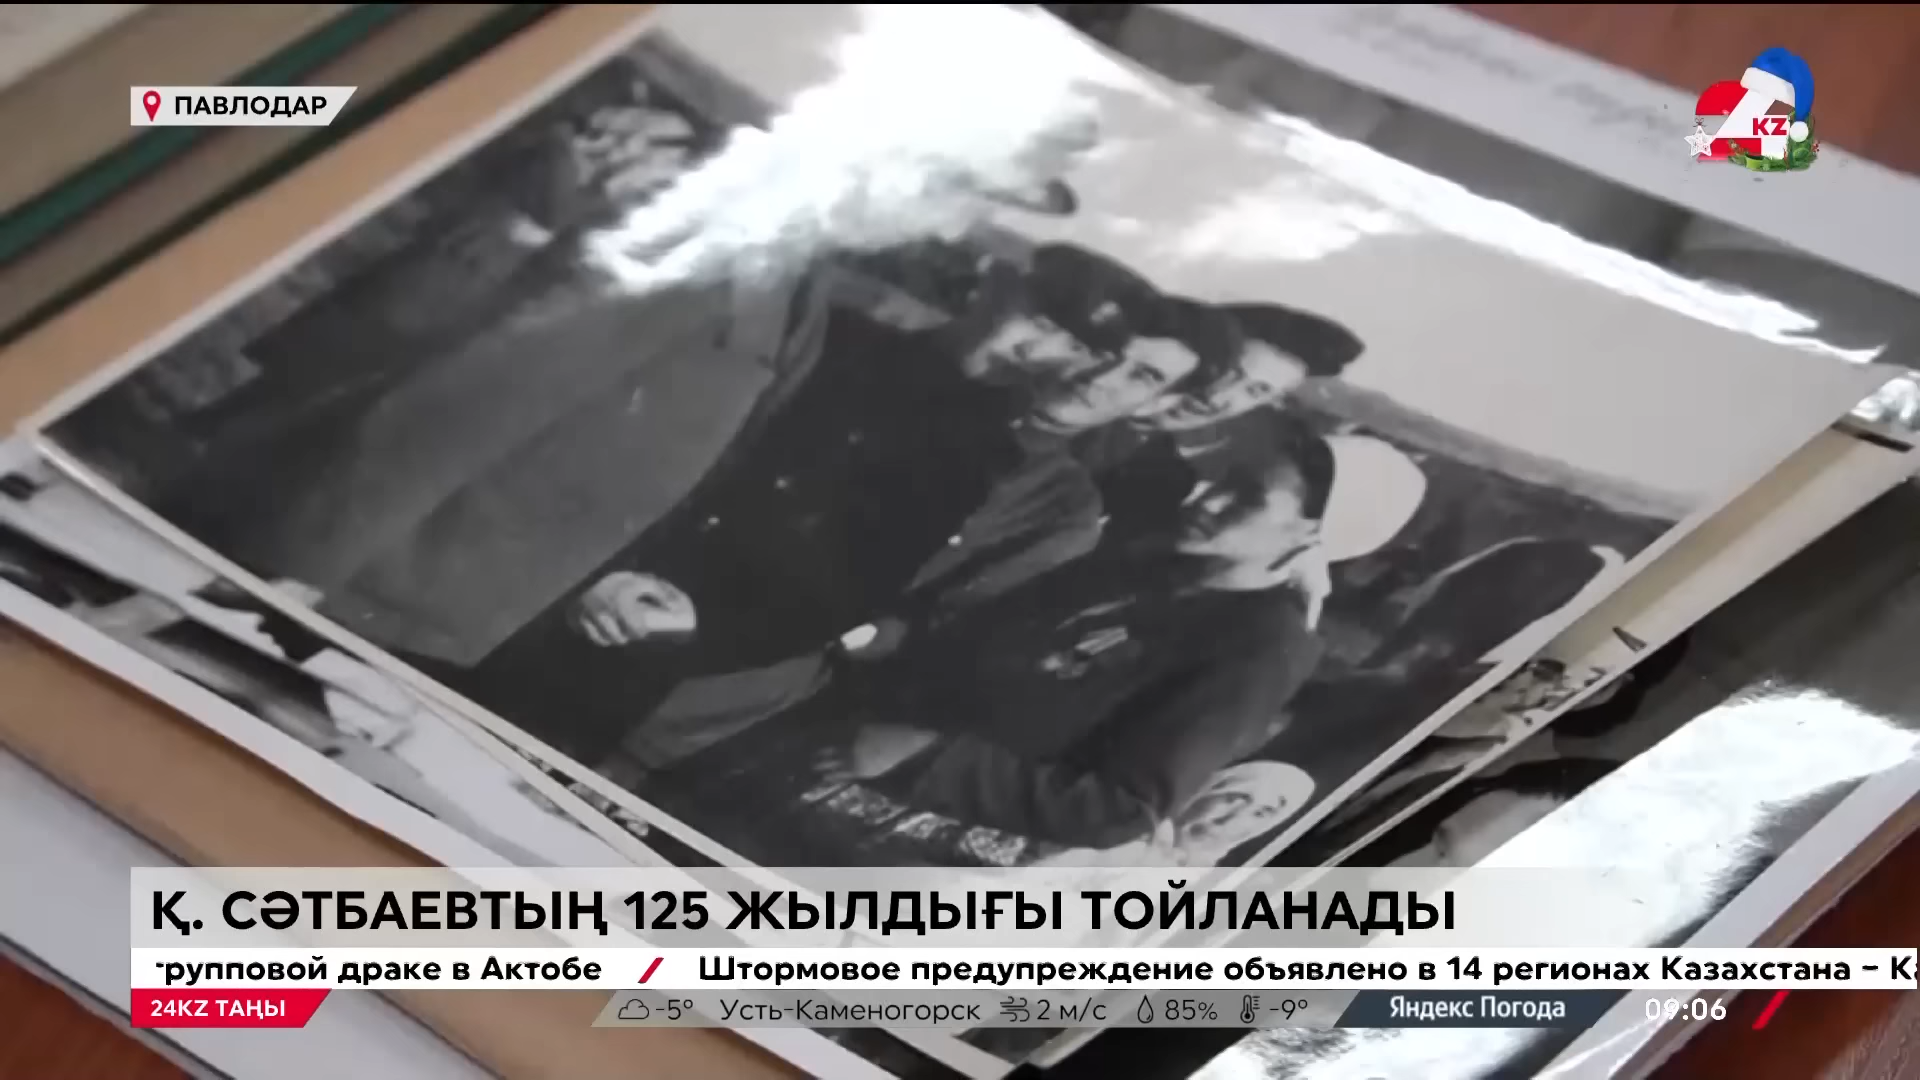 ПАВЛОДАР
KZ
Қ. СӘТБАЕВТЫҢ 125 ЖЫЛДЫҒЫ ТОЙЛАНАДЫ
драке в Актобе / Штормовое предупреждение объявлено в 14 регионах Казахстана –
24KZ ТАҢЫ
-5° Усть-Каменогорск 2 м/с 85% -9° Яндекс Погода 09:06